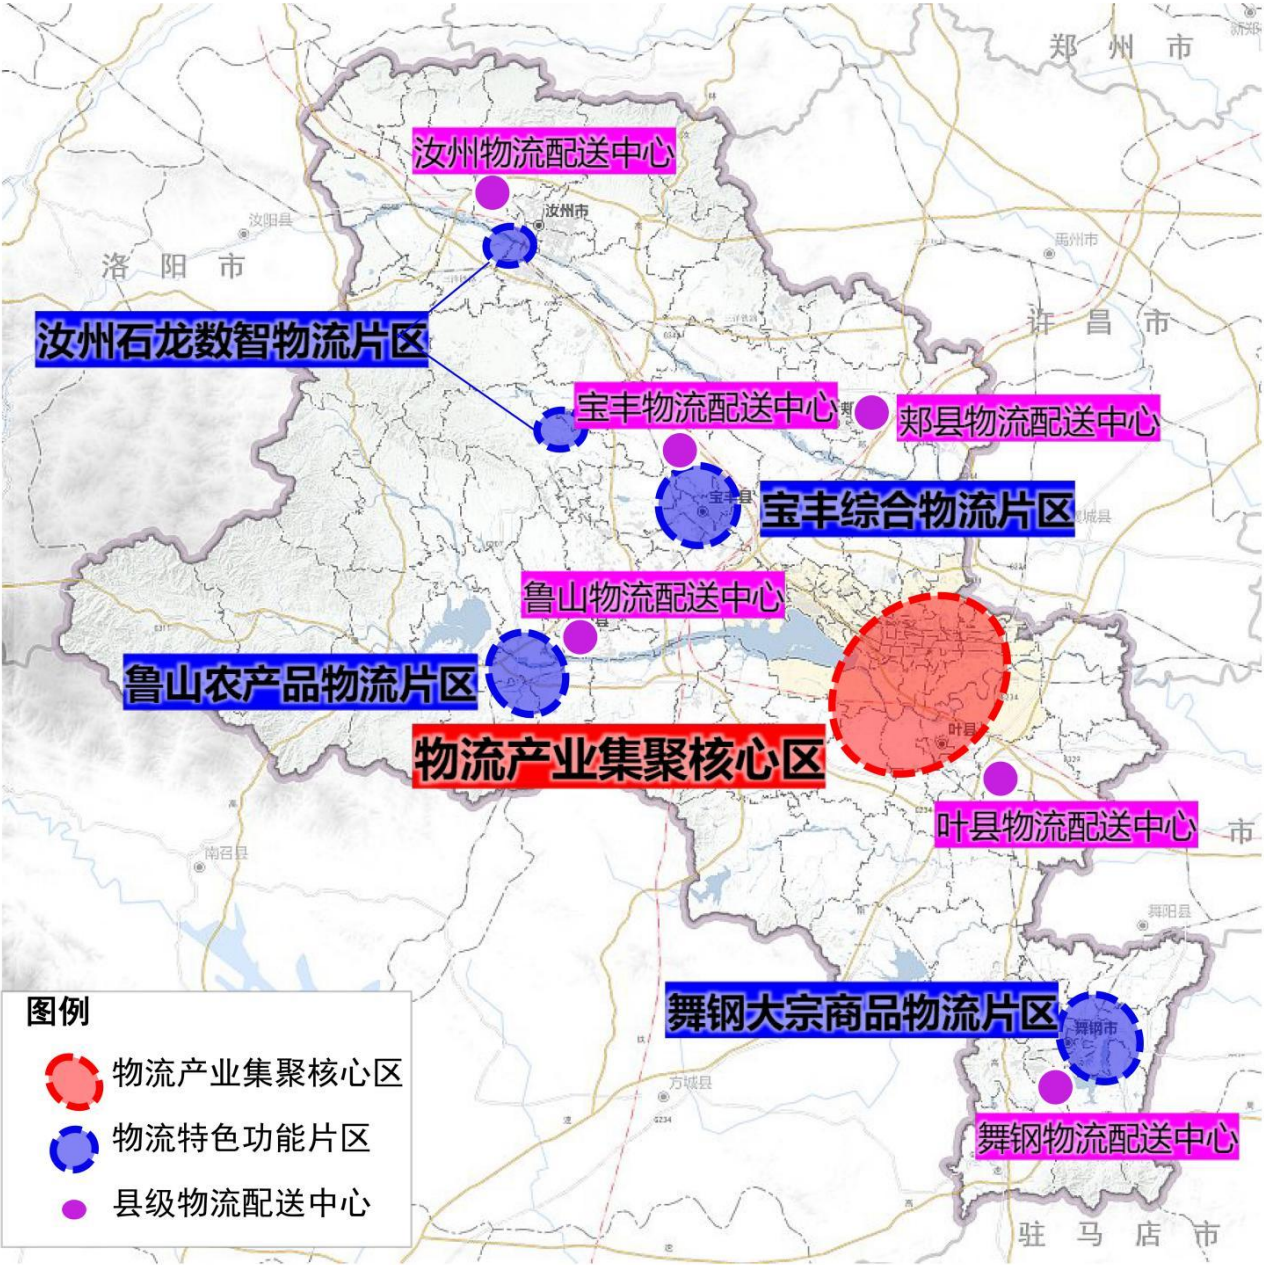 郑 州 市
汝州物流配送中心
汝阳县
汝州市
禹州市
洛 阳 市
许 昌 市
汝州石龙数智物流片区
宝丰物流配送中心
郏县物流配送中心
宝丰县
宝丰综合物流片区
城县
鲁山物流配送中心
县
鲁山农产品物流片区
物流产业集聚核心区
叶县
叶县物流配送中心
市
南召县
舞阳县
舞钢大宗商品物流片区
舞钢市
方城县
G234
舞钢物流配送中心
驻 马 店 市
图例
物流产业集聚核心区
物流特色功能片区
县级物流配送中心